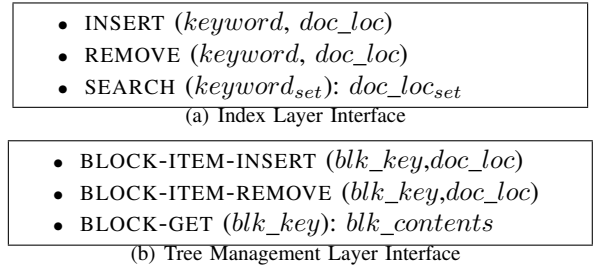 • INSERT (keyword, doc_loc)
• REMOVE (keyword, doc_loc)
• SEARCH (keyword_set): doc_loc_set
(a) Index Layer Interface
• BLOCK-ITEM-INSERT (blk_key,doc_loc)
• BLOCK-ITEM-REMOVE (blk_key,doc_loc)
• BLOCK-GET (blk_key): blk_contents
(b) Tree Management Layer Interface